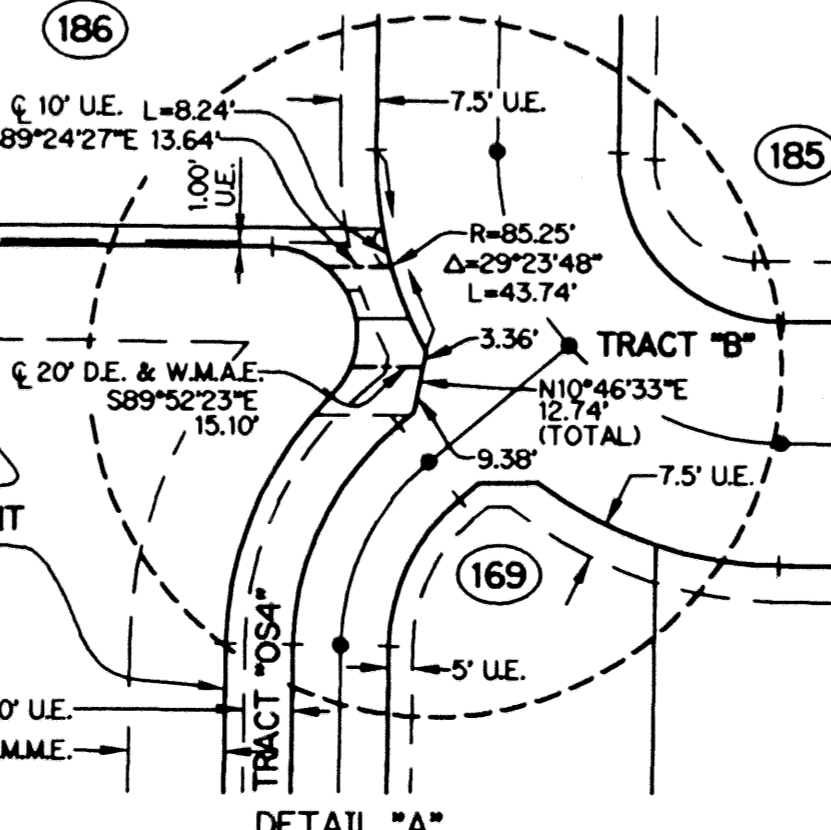 186
℄ 10' U.E. L=8.24'
89°24'27"E 13.64'
7.5' U.E.
185
1.00'
U.E.
R=85.25'
Δ=29°23'48"
L=43.74'
3.36'
TRACT "B"
℄ 20' D.E. & W.M.A.E.
S89°52'23"E
15.10'
N10°46'33"E
12.74'
(TOTAL)
9.38'
7.5' U.E.
IT
169
TRACT "OS4"
5' U.E.
0' U.E.
M.M.E.
DETAIL "A"